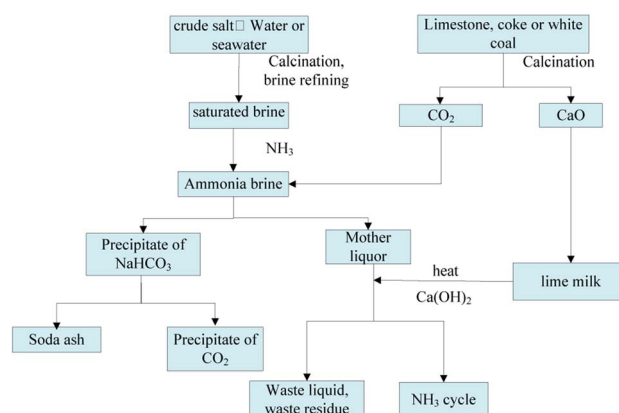 crude salt□ Water or
seawater
Limestone, coke or white
coal
Calcination,
brine refining
Calcination
saturated brine
CO₂
CaO
NH₃
Ammonia brine
Precipitate of
NaHCO₃
Mother
liquor
heat
Ca(OH)₂
lime milk
Soda ash
Precipitate of
CO₂
Waste liquid,
waste residue
NH₃ cycle